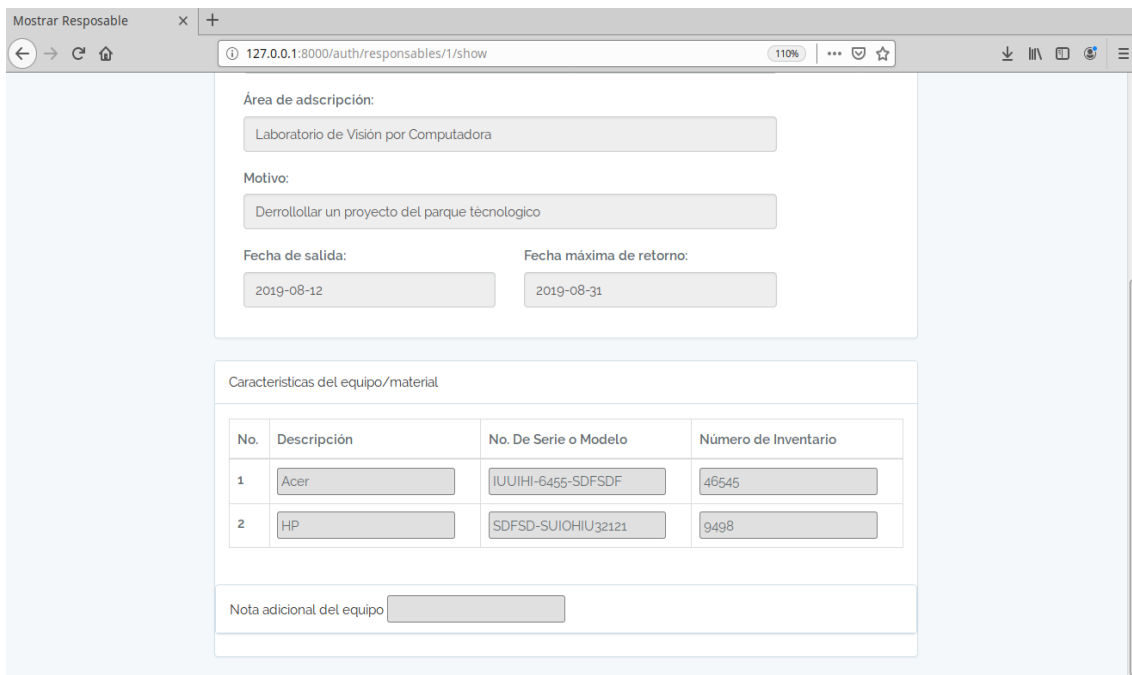 Mostrar Resposable
127.0.0.1:8000/auth/responsables/1/show 110%
Área de adscripción:
Laboratorio de Visión por Computadora
Motivo:
Derrollollar un proyecto del parque tècnologico
Fecha de salida: Fecha máxima de retorno:
2019-08-12 2019-08-31
Caracteristicas del equipo/material
No. Descripción No. De Serie o Modelo Número de Inventario
1 Acer IUUIHI-6455-SDFSDF 46545
2 HP SDFSD-SUIOHIU32121 9498
Nota adicional del equipo